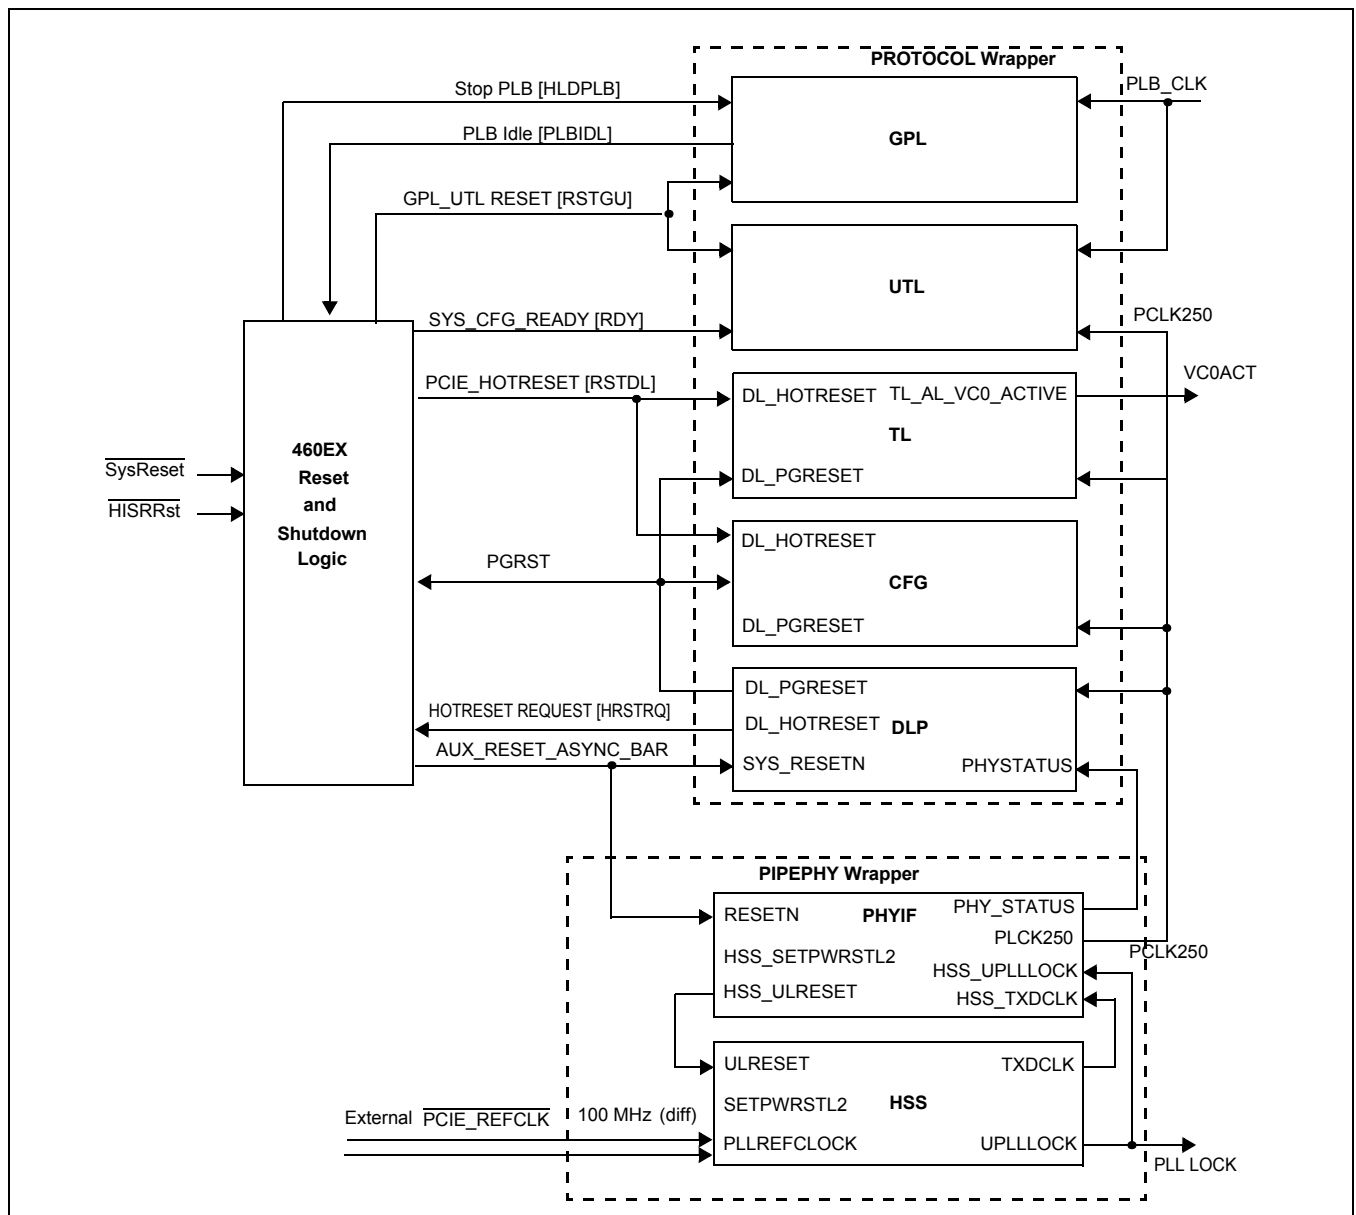 PROTOCOL Wrapper
Stop PLB [HLDPLB]
PLB_CLK
PLB Idle [PLBIDL]
GPL
GPL_UTL RESET [RSTGU]
UTL
SYS_CFG_READY [RDY]
PCLK250
PCIE_HOTRESET [RSTDL]
DL_HOTRESET
TL_AL_VC0_ACTIVE
VC0ACT
TL
DL_PGRESET
460EX
Reset
and
Shutdown
Logic
SysReset
HISRRst
DL_HOTRESET
PGRST
CFG
DL_PGRESET
DL_PGRESET
HOTRESET REQUEST [HRSTRQ]
DL_HOTRESET
DLP
AUX_RESET_ASYNC_BAR
SYS_RESETN
PHYSTATUS
PIPEPHY Wrapper
RESETN
PHYIF
PHY_STATUS
PLCK250
PCLK250
HSS_SETPWRSTL2
HSS_UPLLLOCK
HSS_ULRESET
HSS_TXDCLK
ULRESET
TXDCLK
SETPWRSTL2
HSS
External PCIE_REFCLK 100 MHz (diff)
PLLREFCLOCK
UPLLLOCK
PLL LOCK